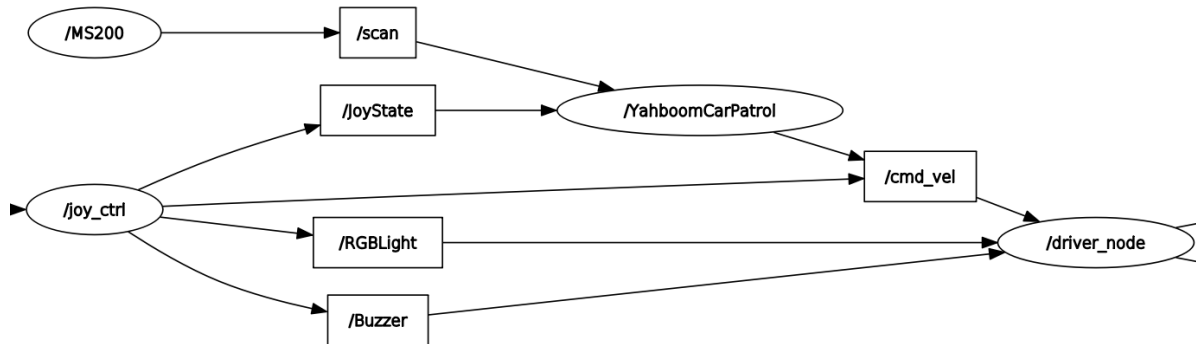 /MS200
/scan
/JoyState
/YahboomCarPatrol
/cmd_vel
/joy_ctrl
/RGBLight
/driver_node
/Buzzer